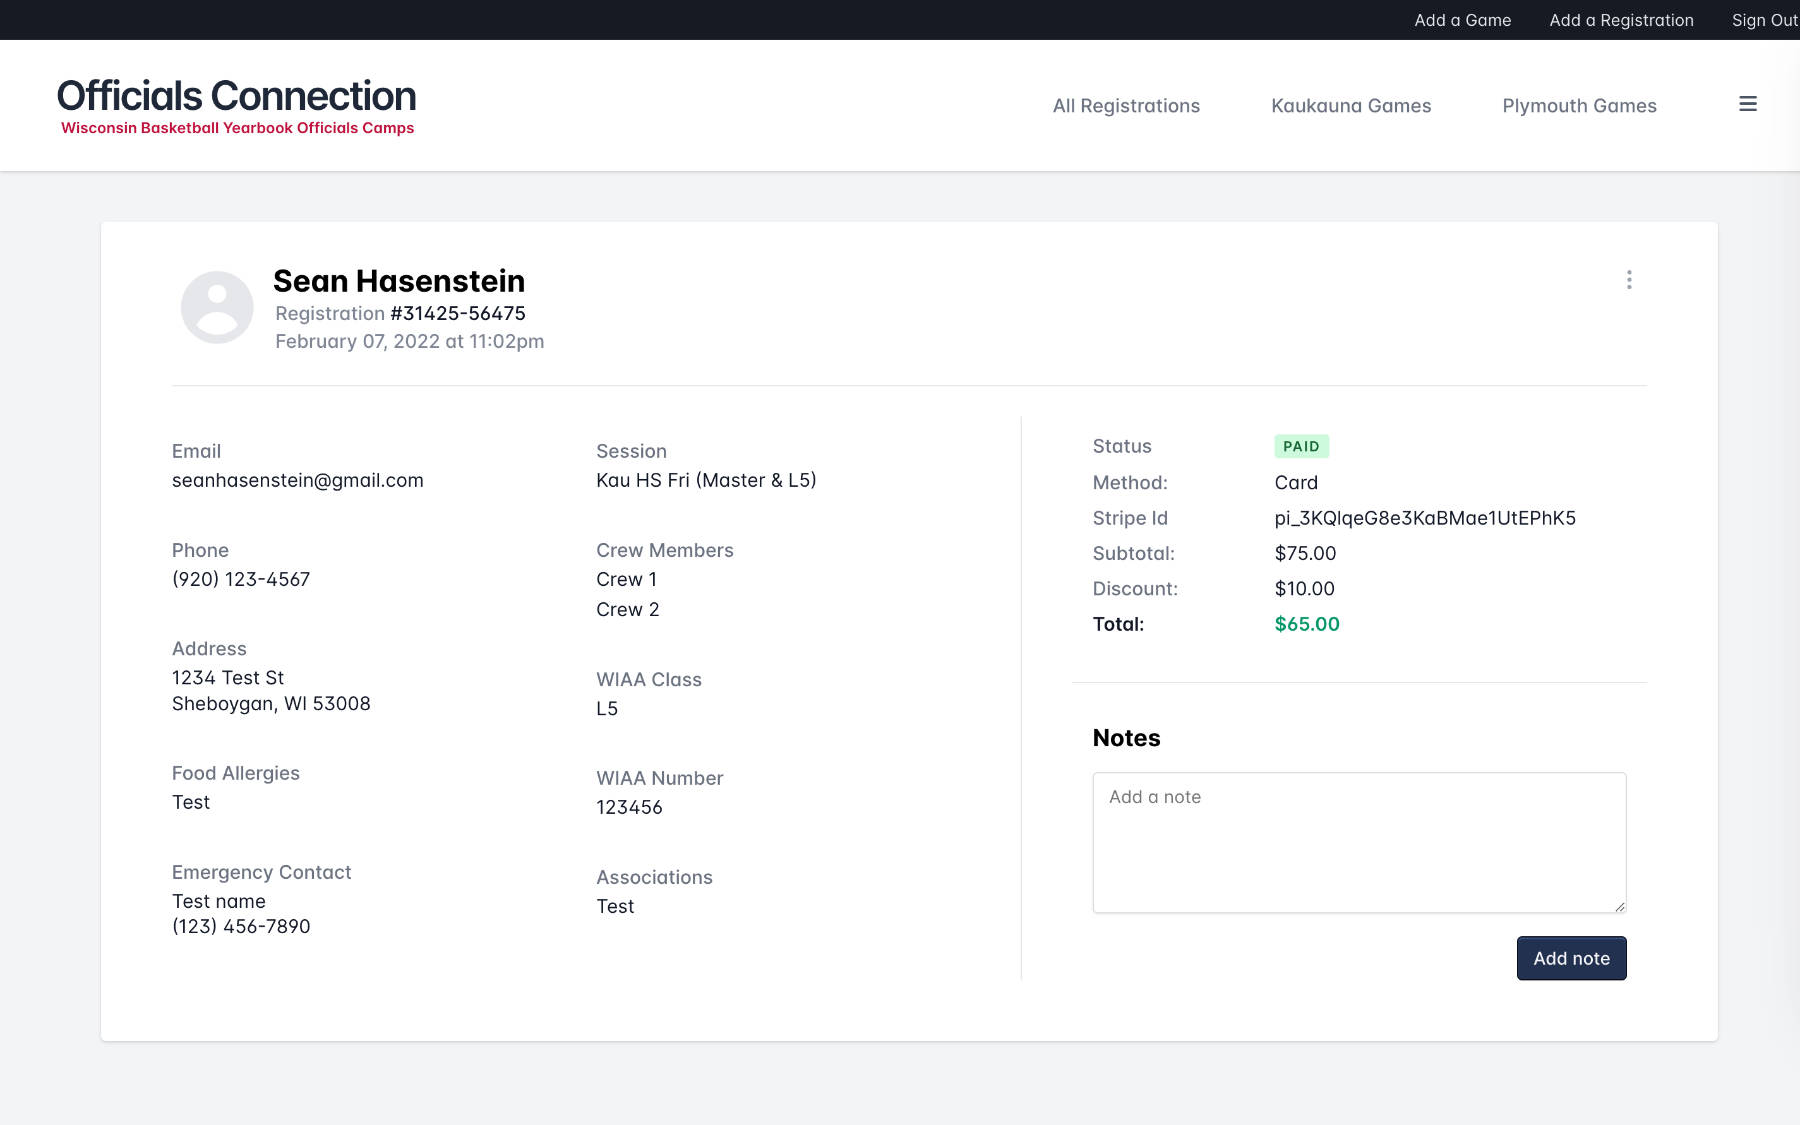 Add a Game
Add a Registration
Sign Out
Officials Connection
Wisconsin Basketball Yearbook Officials Camps
All Registrations
Kaukauna Games
Plymouth Games
Sean Hasenstein
Registration #31425-56475
February 07, 2022 at 11:02pm
Email
seanhasenstein@gmail.com
Phone
(920) 123-4567
Address
1234 Test St
Sheboygan, WI 53008
Food Allergies
Test
Emergency Contact
Test name
(123) 456-7890
Session
Kau HS Fri (Master & L5)
Crew Members
Crew 1
Crew 2
WIAA Class
L5
WIAA Number
123456
Associations
Test
Status PAID
Method: Card
Stripe Id pi_3KQlqeG8e3KaBMae1UtEPhK5
Subtotal: $75.00
Discount: $10.00
Total: $65.00
Notes
Add a note
Add note